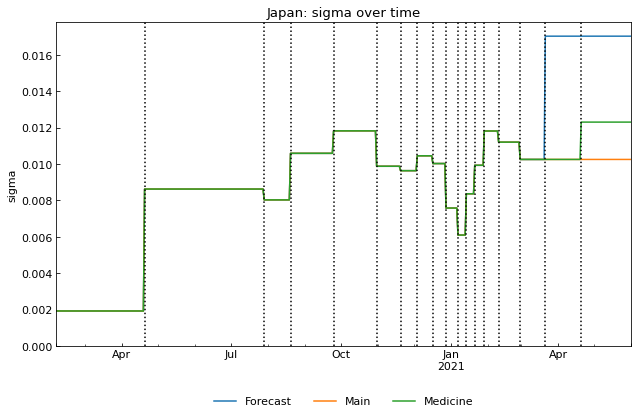 Japan: sigma over time
sigma
0.016
0.014
0.012
0.010
0.008
0.006
0.004
0.002
0.000
Apr Jul Oct Jan Apr
2021
Forecast Main Medicine